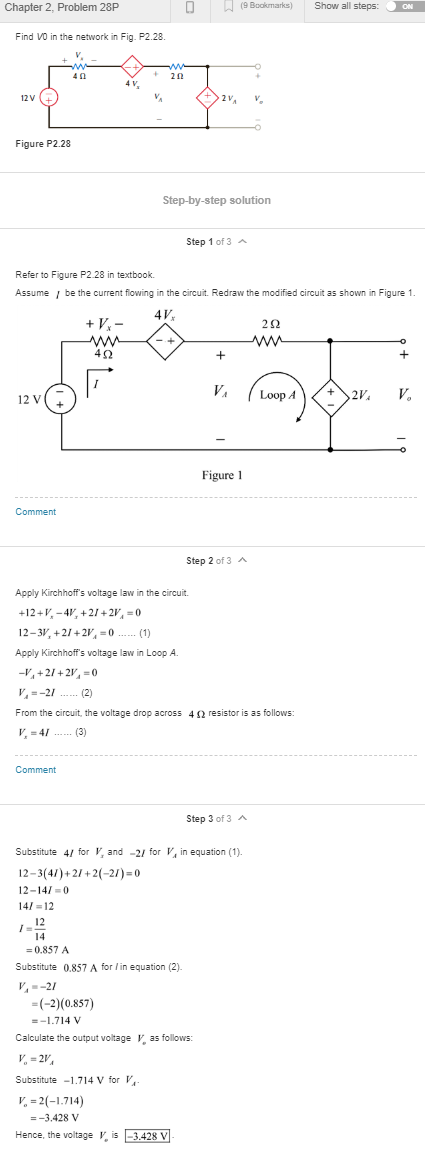 Chapter 2, Problem 28P
(9 Bookmarks)
Show all steps:
ON
Find V0 in the network in Fig. P2.28.
+ Vx −
− +
4 Ω
4 Vx
+
2 Ω
+
12 V
− +
VA
+ −
2 VA
Vo
−
−
Figure P2.28
Step-by-step solution
Step 1 of 3
Refer to Figure P2.28 in textbook.
Assume I be the current flowing in the circuit. Redraw the modified circuit as shown in Figure 1.
+ Vx −
4Vx
2Ω
− +
4Ω
+
+
I
12 V
− +
VA
Loop A
+ −
2VA
Vo
−
−
Figure 1
Comment
Step 2 of 3
Apply Kirchhoff's voltage law in the circuit.
+12+Vx−4Vx+2I+2VA=0
12−3Vx+2I+2VA=0 ...... (1)
Apply Kirchhoff's voltage law in Loop A.
−VA+2I+2VA=0
VA=−2I ...... (2)
From the circuit, the voltage drop across 4 Ω resistor is as follows:
Vx=4I ...... (3)
Comment
Step 3 of 3
Substitute 4I for Vx and −2I for VA in equation (1).
12−3(4I)+2I+2(−2I)=0
12−14I=0
14I=12
I=12/14
=0.857 A
Substitute 0.857 A for I in equation (2).
VA=−2I
=(−2)(0.857)
=−1.714 V
Calculate the output voltage Vo as follows:
Vo=2VA
Substitute −1.714 V for VA.
Vo=2(−1.714)
=−3.428 V
Hence, the voltage Vo is −3.428 V.